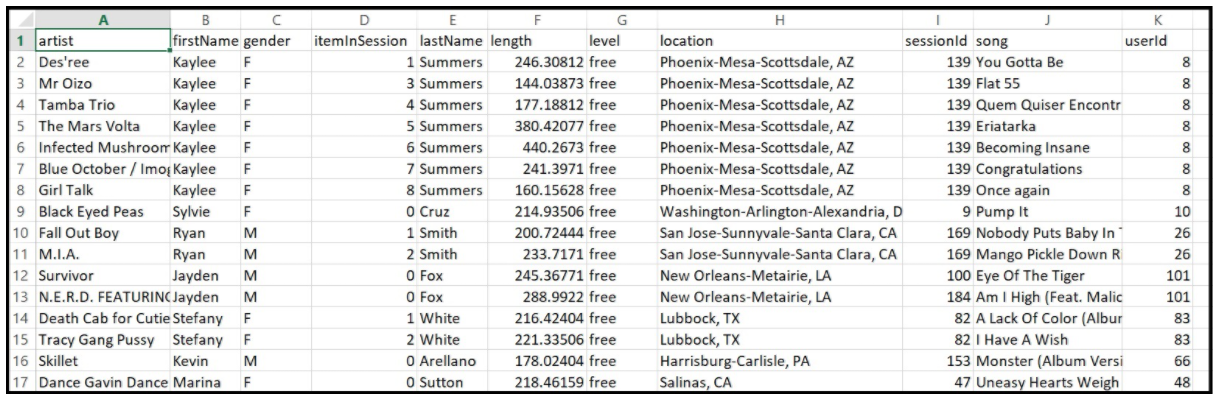 A B C D E F G H I J K
1 artist firstName gender itemInSession lastName length level location sessionId song userId
2 Des'ree Kaylee F 1 Summers 246.30812 free Phoenix-Mesa-Scottsdale, AZ 139 You Gotta Be 8
3 Mr Oizo Kaylee F 3 Summers 144.03873 free Phoenix-Mesa-Scottsdale, AZ 139 Flat 55 8
4 Tamba Trio Kaylee F 4 Summers 177.18812 free Phoenix-Mesa-Scottsdale, AZ 139 Quem Quiser Encontr 8
5 The Mars Volta Kaylee F 5 Summers 380.42077 free Phoenix-Mesa-Scottsdale, AZ 139 Eriatarka 8
6 Infected Mushroom Kaylee F 6 Summers 440.2673 free Phoenix-Mesa-Scottsdale, AZ 139 Becoming Insane 8
7 Blue October / Imog Kaylee F 7 Summers 241.3971 free Phoenix-Mesa-Scottsdale, AZ 139 Congratulations 8
8 Girl Talk Kaylee F 8 Summers 160.15628 free Phoenix-Mesa-Scottsdale, AZ 139 Once again 8
9 Black Eyed Peas Sylvie F 0 Cruz 214.93506 free Washington-Arlington-Alexandria, D 9 Pump It 10
10 Fall Out Boy Ryan M 1 Smith 200.72444 free San Jose-Sunnyvale-Santa Clara, CA 169 Nobody Puts Baby In 26
11 M.I.A. Ryan M 2 Smith 233.7171 free San Jose-Sunnyvale-Santa Clara, CA 169 Mango Pickle Down Ri 26
12 Survivor Jayden M 0 Fox 245.36771 free New Orleans-Metairie, LA 100 Eye Of The Tiger 101
13 N.E.R.D. FEATURING Jayden M 0 Fox 288.9922 free New Orleans-Metairie, LA 184 Am I High (Feat. Malic 101
14 Death Cab for Cutie Stefany F 1 White 216.42404 free Lubbock, TX 82 A Lack Of Color (Albur 83
15 Tracy Gang Pussy Stefany F 2 White 221.33506 free Lubbock, TX 82 I Have A Wish 83
16 Skillet Kevin M 0 Arellano 178.02404 free Harrisburg-Carlisle, PA 153 Monster (Album Versi 66
17 Dance Gavin Dance Marina F 0 Sutton 218.46159 free Salinas, CA 47 Uneasy Hearts Weigh 48